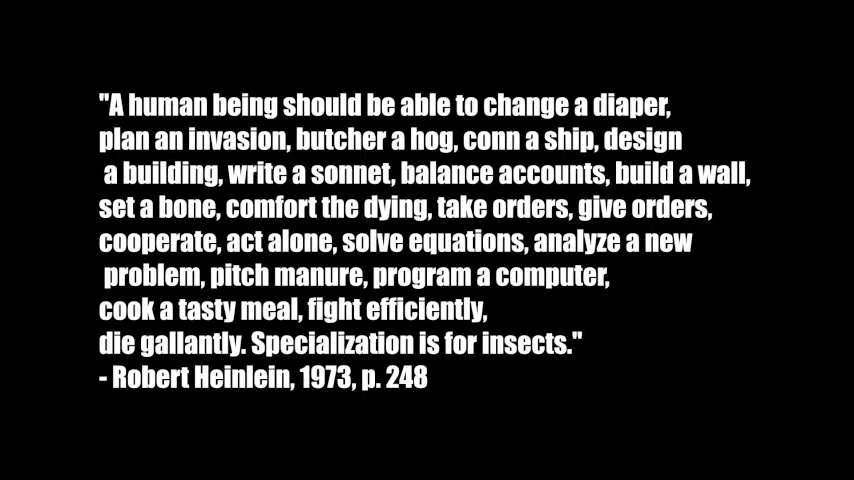 "A human being should be able to change a diaper,
plan an invasion, butcher a hog, conn a ship, design
a building, write a sonnet, balance accounts, build a wall,
set a bone, comfort the dying, take orders, give orders,
cooperate, act alone, solve equations, analyze a new
problem, pitch manure, program a computer,
cook a tasty meal, fight efficiently,
die gallantly. Specialization is for insects."
- Robert Heinlein, 1973, p. 248